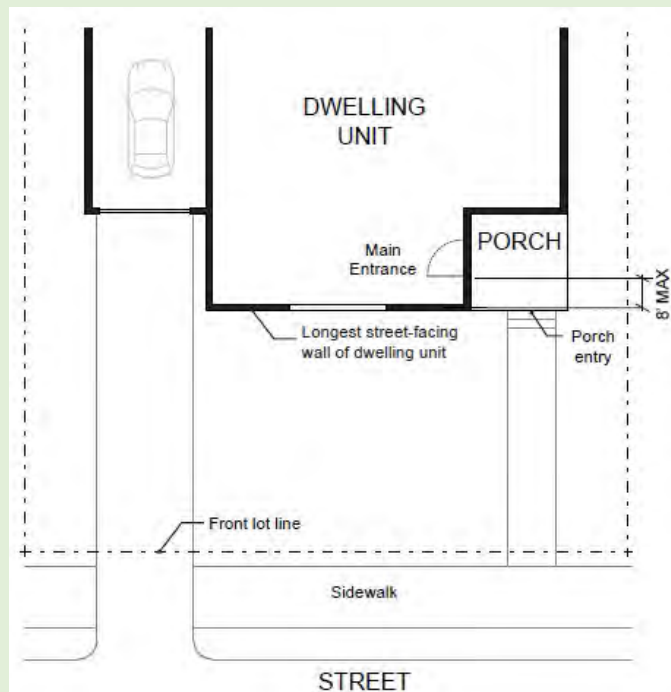 DWELLING
UNIT
Main
Entrance
PORCH
8' MAX
Longest street-facing
wall of dwelling unit
Porch
entry
Front lot line
Sidewalk
STREET